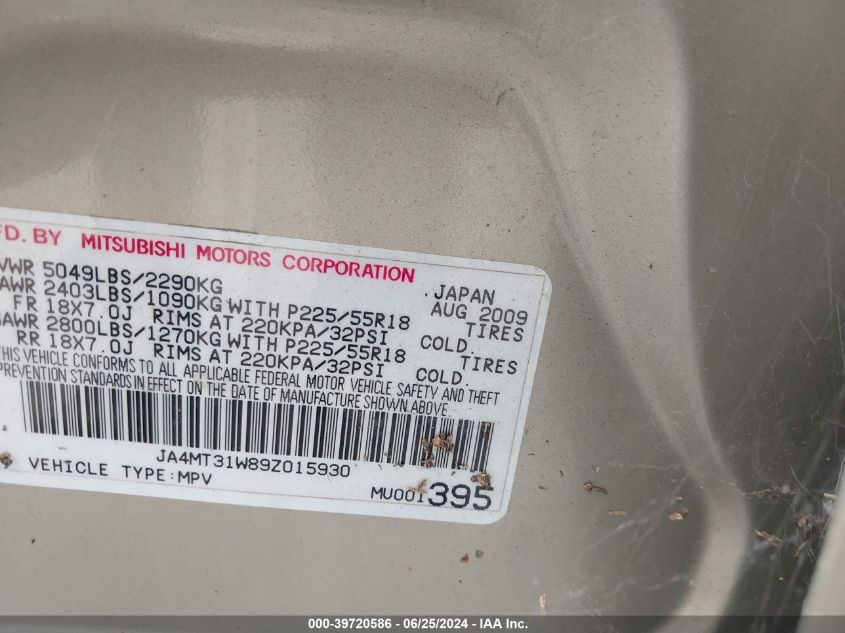 FD. BY MITSUBISHI MOTORS CORPORATION
VWR 5049LBS/2290KG JAPAN
AWR 2403LBS/1090KG WITH P225/55R18 AUG 2009
FR 18X7.0J RIMS AT 220KPA/32PSI TIRES
AWR 2800LBS/1270KG WITH P225/55R18 COLD.
RR 18X7.0J RIMS AT 220KPA/32PSI TIRES
COLD.
THIS VEHICLE CONFORMS TO ALL APPLICABLE FEDERAL MOTOR VEHICLE SAFETY AND THEFT
PREVENTION STANDARDS IN EFFECT ON THE DATE OF MANUFACTURE SHOWN ABOVE.
JA4MT31W89Z015930
VEHICLE TYPE:MPV
MU001395
000-39720586 - 06/25/2024 - IAA Inc.